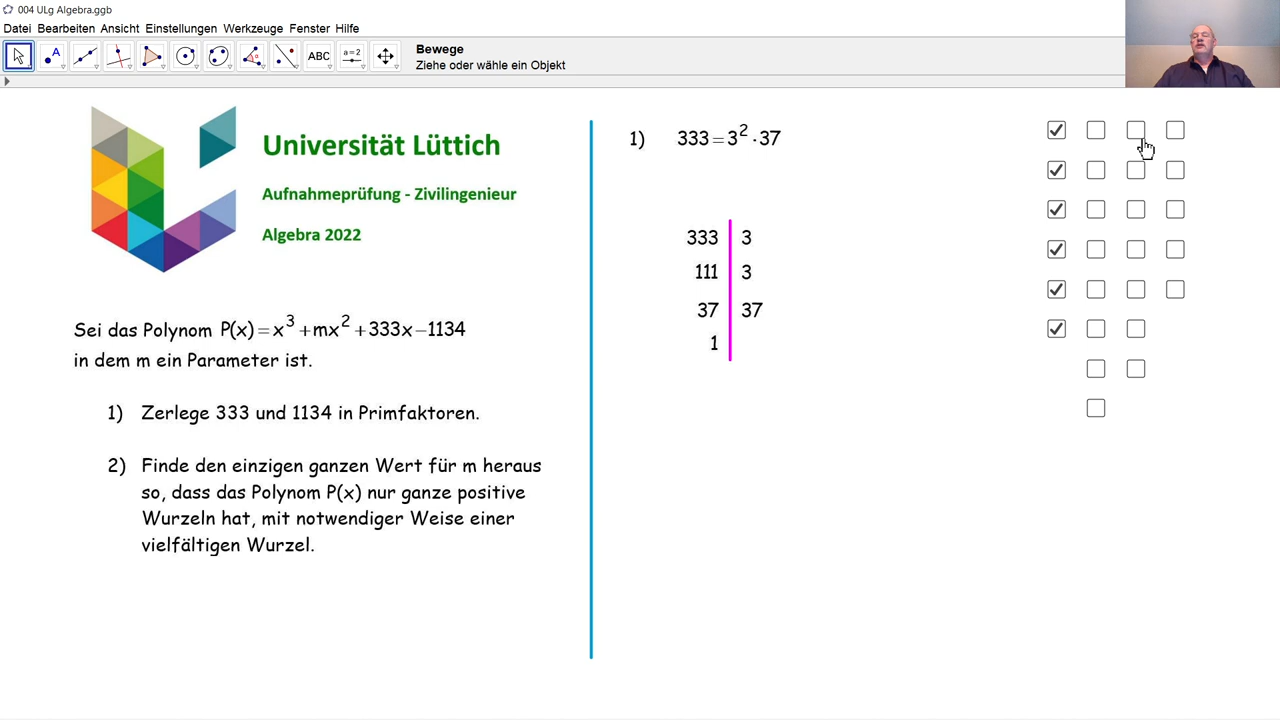 004 ULg Algebra.ggb
Datei Bearbeiten Ansicht Einstellungen Werkzeuge Fenster Hilfe
A
ABC
a=2
Bewege
Ziehe oder wähle ein Objekt
Universität Lüttich
Aufnahmeprüfung - Zivilingenieur
Algebra 2022
Sei das Polynom P(x)=x³+mx²+333x−1134
in dem m ein Parameter ist.
1) Zerlege 333 und 1134 in Primfaktoren.
2) Finde den einzigen ganzen Wert für m heraus
so, dass das Polynom P(x) nur ganze positive
Wurzeln hat, mit notwendiger Weise einer
vielfältigen Wurzel.
1) 333=3²·37
333 3
111 3
37 37
1